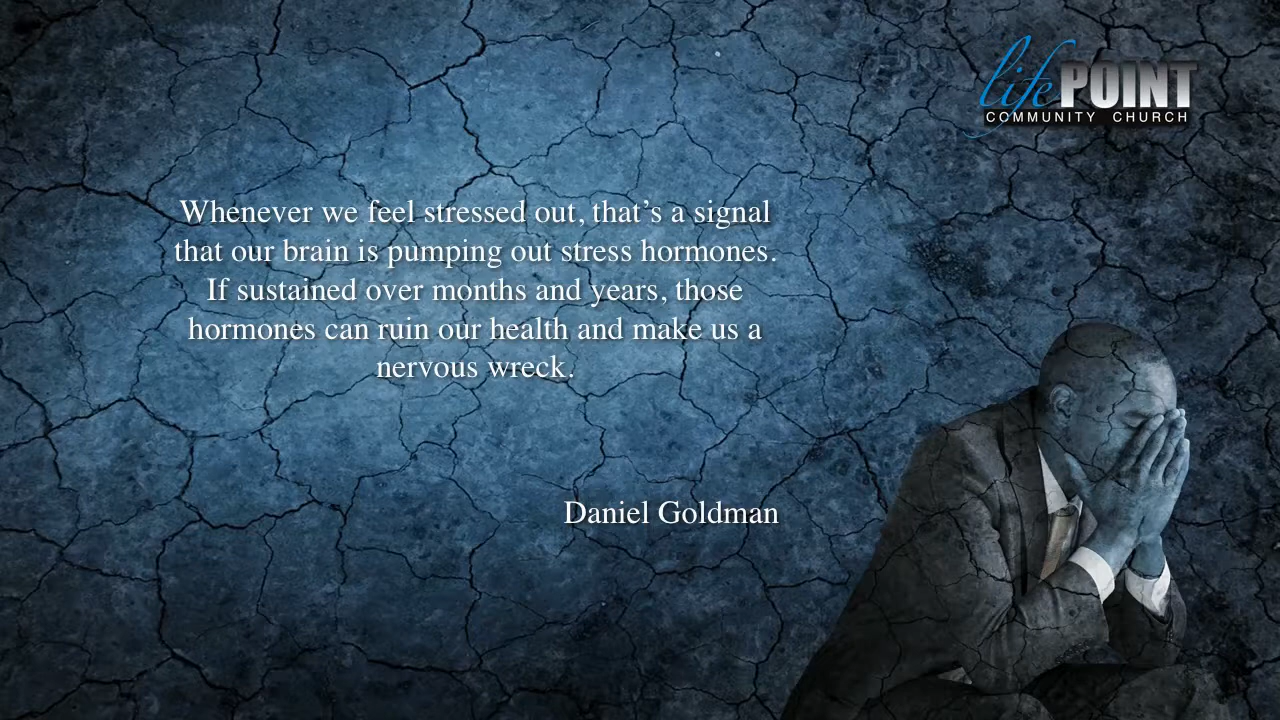 life POINT
COMMUNITY CHURCH
Whenever we feel stressed out, that’s a signal
that our brain is pumping out stress hormones.
If sustained over months and years, those
hormones can ruin our health and make us a
nervous wreck.
Daniel Goldman